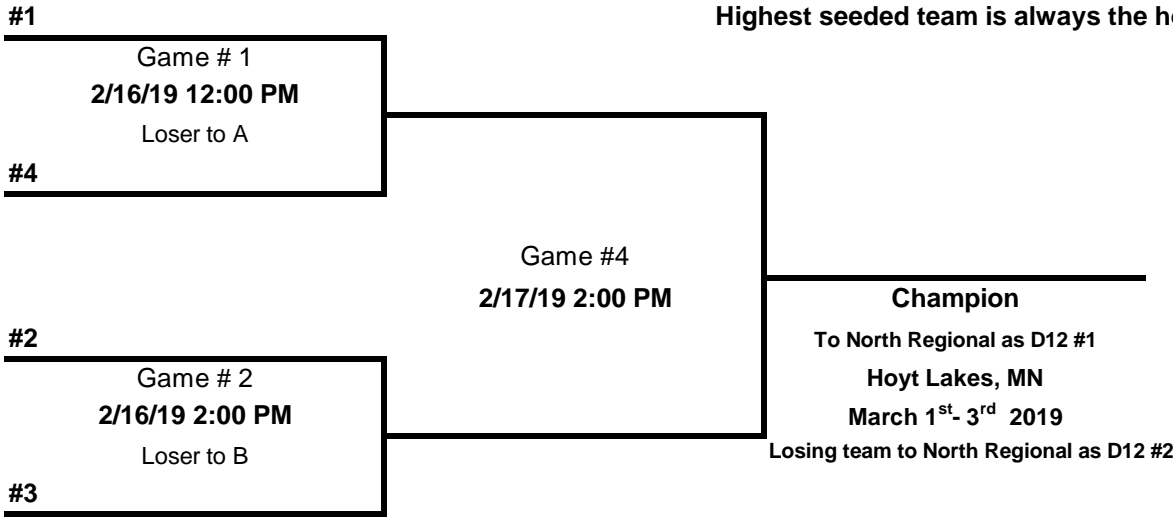 #1
Highest seeded team is always the
Game # 1
2/16/19 12:00 PM
Loser to A
#4
Game #4
2/17/19 2:00 PM
Champion
To North Regional as D12 #1
Hoyt Lakes, MN
March 1st- 3rd 2019
Losing team to North Regional as D12 #2
#2
Game # 2
2/16/19 2:00 PM
Loser to B
#3